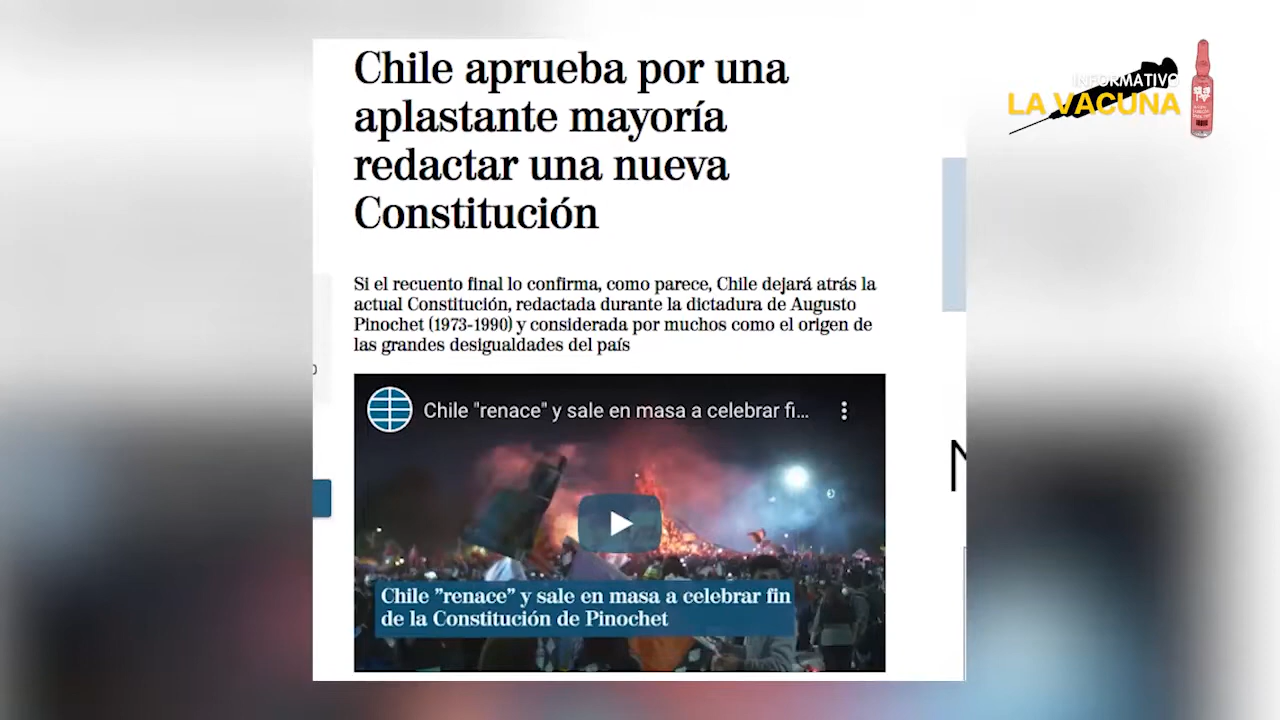 Chile aprueba por una
aplastante mayoría
redactar una nueva
Constitución
INFORMATIVO
LA VACUNA
Si el recuento final lo confirma, como parece, Chile dejará atrás la
actual Constitución, redactada durante la dictadura de Augusto
Pinochet (1973-1990) y considerada por muchos como el origen de
las grandes desigualdades del país
Chile "renace" y sale en masa a celebrar fi...
Chile ”renace” y sale en masa a celebrar fin
de la Constitución de Pinochet